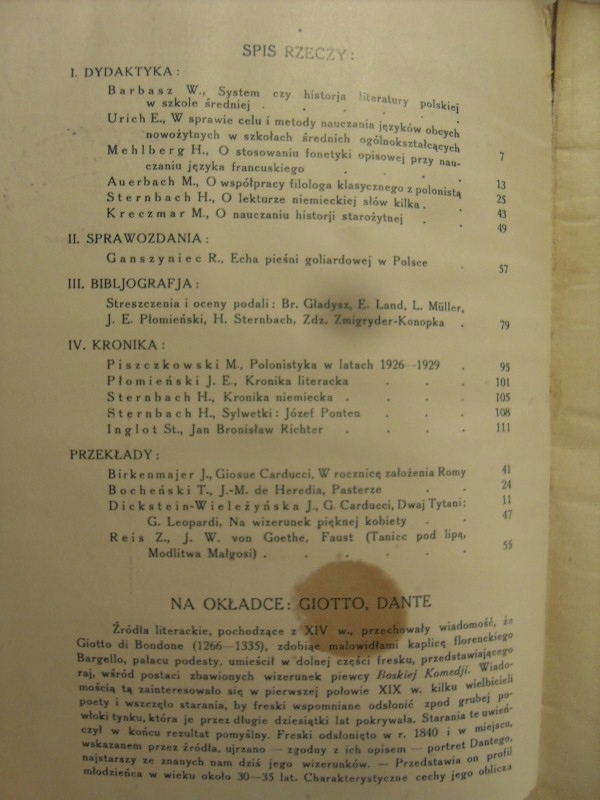 SPIS RZECZY:
I. DYDAKTYKA:
Barbasz W., System czy historja literatury polskiej
w szkole średniej . . . . .
Urich E., W sprawie celu i metody nauczania języków obcych
nowożytnych w szkołach średnich ogólnokształcących 7
Mehlberg H., O stosowaniu fonetyki opisowej przy nau-
czaniu języka francuskiego . . 13
Auerbach M., O współpracy filologa klasycznego z polonistą 25
Sternbach H., O lekturze niemieckiej słów kilka . . 43
Kreczmar M., O nauczaniu historji starożytnej . . 49
II. SPRAWOZDANIA:
Ganszyniec R., Echa pieśni goliardowej w Polsce . 57
III. BIBLJOGRAFJA:
Streszczenia i oceny podali: Br. Gładysz, E. Land, L. Müller,
J. E. Płomieński, H. Sternbach, Zdz. Zmigryder-Konopka . 79
IV. KRONIKA:
Piszczkowski M., Polonistyka w latach 1926—1929 . 95
Płomieński J. E., Kronika literacka . . . 101
Sternbach H., Kronika niemiecka . . . . 105
Sternbach H., Sylwetki: Józef Ponten . . . 108
Inglot St., Jan Bronisław Richter . . . . 111
PRZEKŁADY:
Birkenmajer J., Giosue Carducci, W rocznicę założenia Romy 41
Bocheński T., J.-M. de Heredia, Pasterze . . 24
Dickstein-Wieleżyńska J., G. Carducci, Dwaj Tytani; 11
G. Leopardi, Na wizerunek pięknej kobiety . . 47
Reis Z., J. W. von Goethe, Faust (Taniec pod lipą,
Modlitwa Małgosi) . . . . . . 55
NA OKŁADCE: GIOTTO, DANTE
Źródła literackie, pochodzące z XIV w., przechowały wiadomość, że
Giotto di Bondone (1266—1335), zdobiąc malowidłami kaplicę florenckiego
Bargello, pałacu podesty, umieścił w dolnej części fresku, przedstawiającego
raj, wśród postaci zbawionych wizerunek piewcy Boskiej Komedji. Wiado-
mością tą zainteresowało się w pierwszej połowie XIX w. kilku wielbicieli
poety i wszczęło starania, by freski wspomniane odsłonić zpod grubej po-
włoki tynku, która je przez długie dziesiątki lat pokrywała. Starania te uwień-
czył w końcu rezultat pomyślny. Freski odsłonięto w r. 1840 i w miejscu,
wskazanem przez źródła, ujrzano — zgodny z ich opisem — portret Dantego,
najstarszy ze znanych nam dziś jego wizerunków. — Przedstawia on profil
młodzieńca w wieku około 30—35 lat. Charakterystyczne cechy jego oblicza